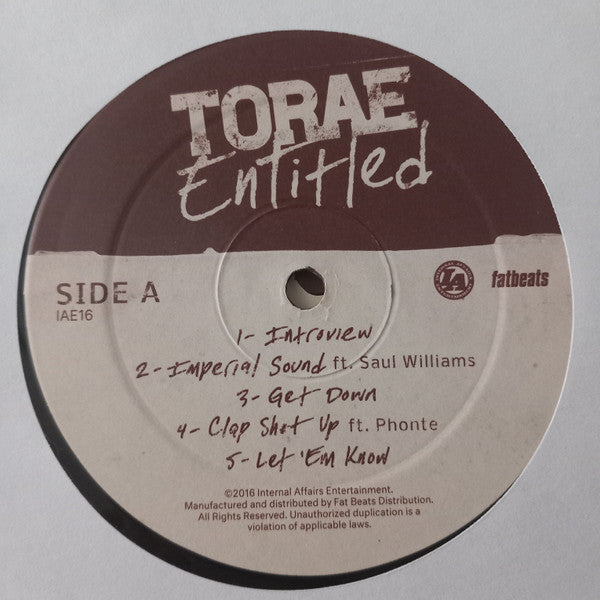 TORAE
Entitled
SIDE A
IAE16
IA
fatbeats
1- Introview
2- Imperial Sound ft. Saul Williams
3- Get Down
4- Clap Sh*t Up ft. Phonte
5- Let 'Em Know
©2016 Internal Affairs Entertainment.
Manufactured and distributed by Fat Beats Distribution.
All Rights Reserved. Unauthorized duplication is a
violation of applicable laws.